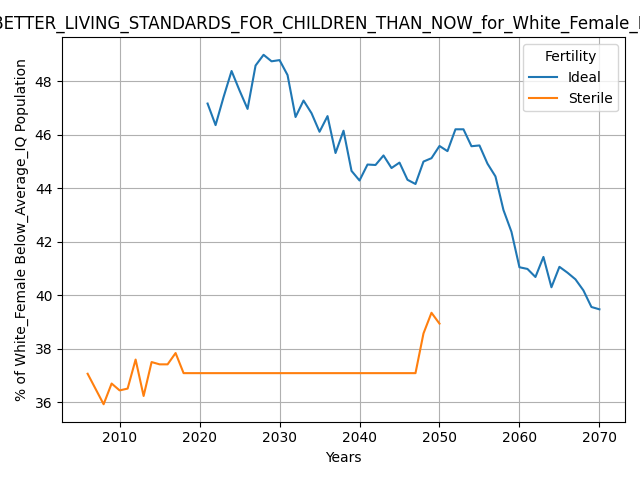 BETTER_LIVING_STANDARDS_FOR_CHILDREN_THAN_NOW_for_White_Female
% of White_Female Below_Average_IQ Population
48
46
44
42
40
38
36
Fertility
Ideal
Sterile
2010 2020 2030 2040 2050 2060 2070
Years